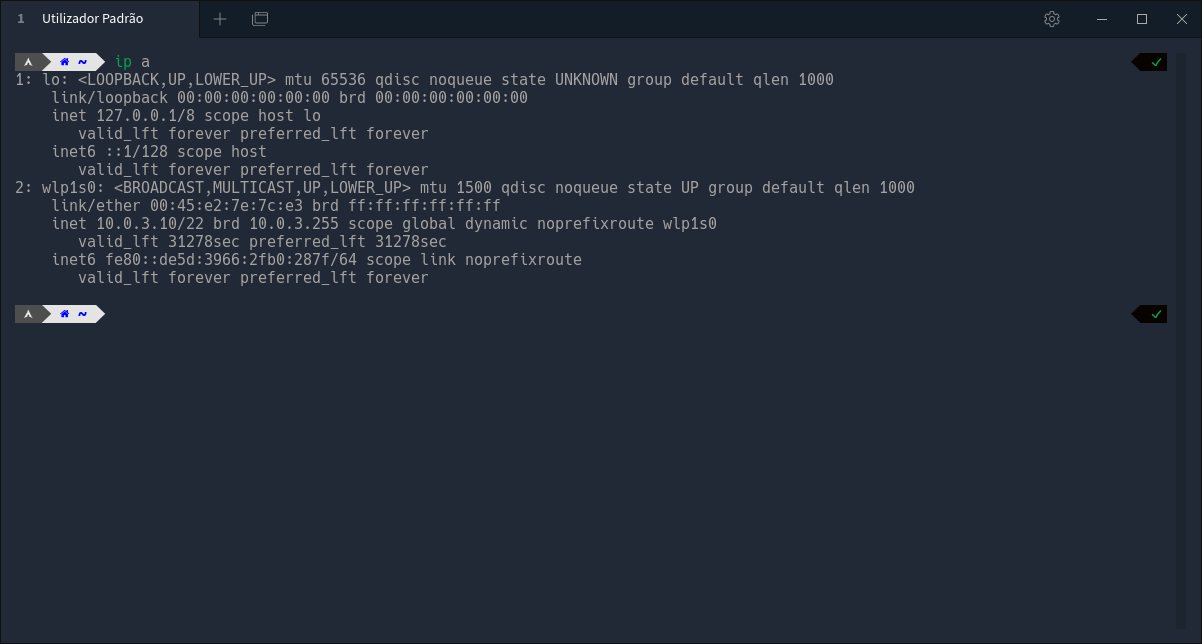 1 Utilizador Padrão
~ ip a
1: lo: <LOOPBACK,UP,LOWER_UP> mtu 65536 qdisc noqueue state UNKNOWN group default qlen 1000
    link/loopback 00:00:00:00:00:00 brd 00:00:00:00:00:00
    inet 127.0.0.1/8 scope host lo
       valid_lft forever preferred_lft forever
    inet6 ::1/128 scope host
       valid_lft forever preferred_lft forever
2: wlp1s0: <BROADCAST,MULTICAST,UP,LOWER_UP> mtu 1500 qdisc noqueue state UP group default qlen 1000
    link/ether 00:45:e2:7e:7c:e3 brd ff:ff:ff:ff:ff:ff
    inet 10.0.3.10/22 brd 10.0.3.255 scope global dynamic noprefixroute wlp1s0
       valid_lft 31278sec preferred_lft 31278sec
    inet6 fe80::de5d:3966:2fb0:287f/64 scope link noprefixroute
       valid_lft forever preferred_lft forever
~